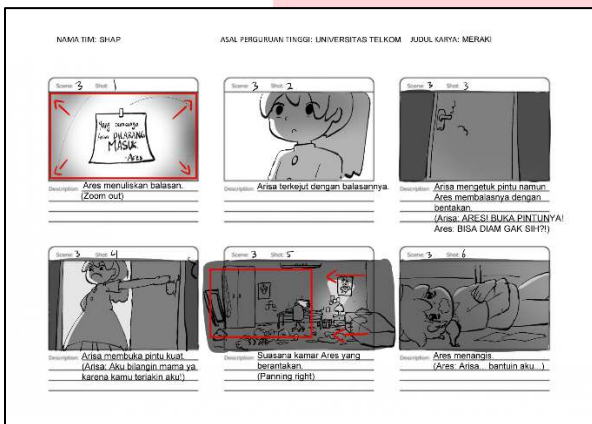 NAMA TIM: SHAP ASAL PERGURUAN TINGGI: UNIVERSITAS TELKOM JUDUL KARYA: MERAKI
Scene: 3 Shot: 1
Yang namanya
Arisa DILARANG
MASUK.
-Ares
Description: Ares menuliskan balasan.
(Zoom out)
Scene: 3 Shot: 2
Description: Arisa terkejut dengan balasannya.
Scene: 3 Shot: 3
Description: Arisa mengetuk pintu namun
Ares membalasnya dengan
bentakan.
(Arisa: ARES! BUKA PINTUNYA!
Ares: BISA DIAM GAK SIH?!)
Scene: 3 Shot: 4
Description: Arisa membuka pintu kuat.
(Arisa: Aku bilangin mama ya
karena kamu teriakin aku!)
Scene: 3 Shot: 5
Description: Suasana kamar Ares yang
berantakan.
(Panning right)
Scene: 3 Shot: 6
Description: Ares menangis.
(Ares: Arisa... bantuin aku...)